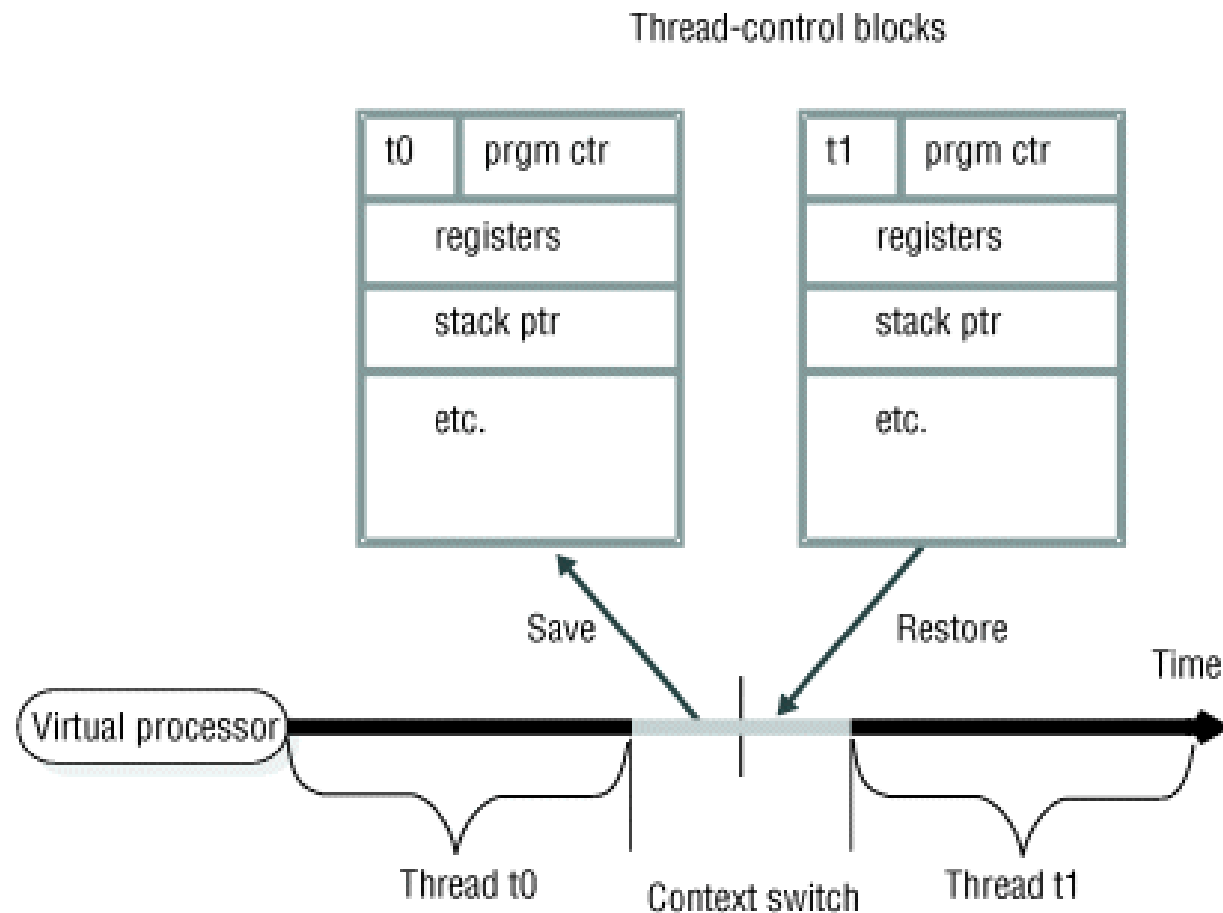 Thread-control blocks
t0
prgm ctr
registers
stack ptr
etc.
t1
prgm ctr
registers
stack ptr
etc.
Save
Restore
Time
Virtual processor
Thread t0
Context switch
Thread t1